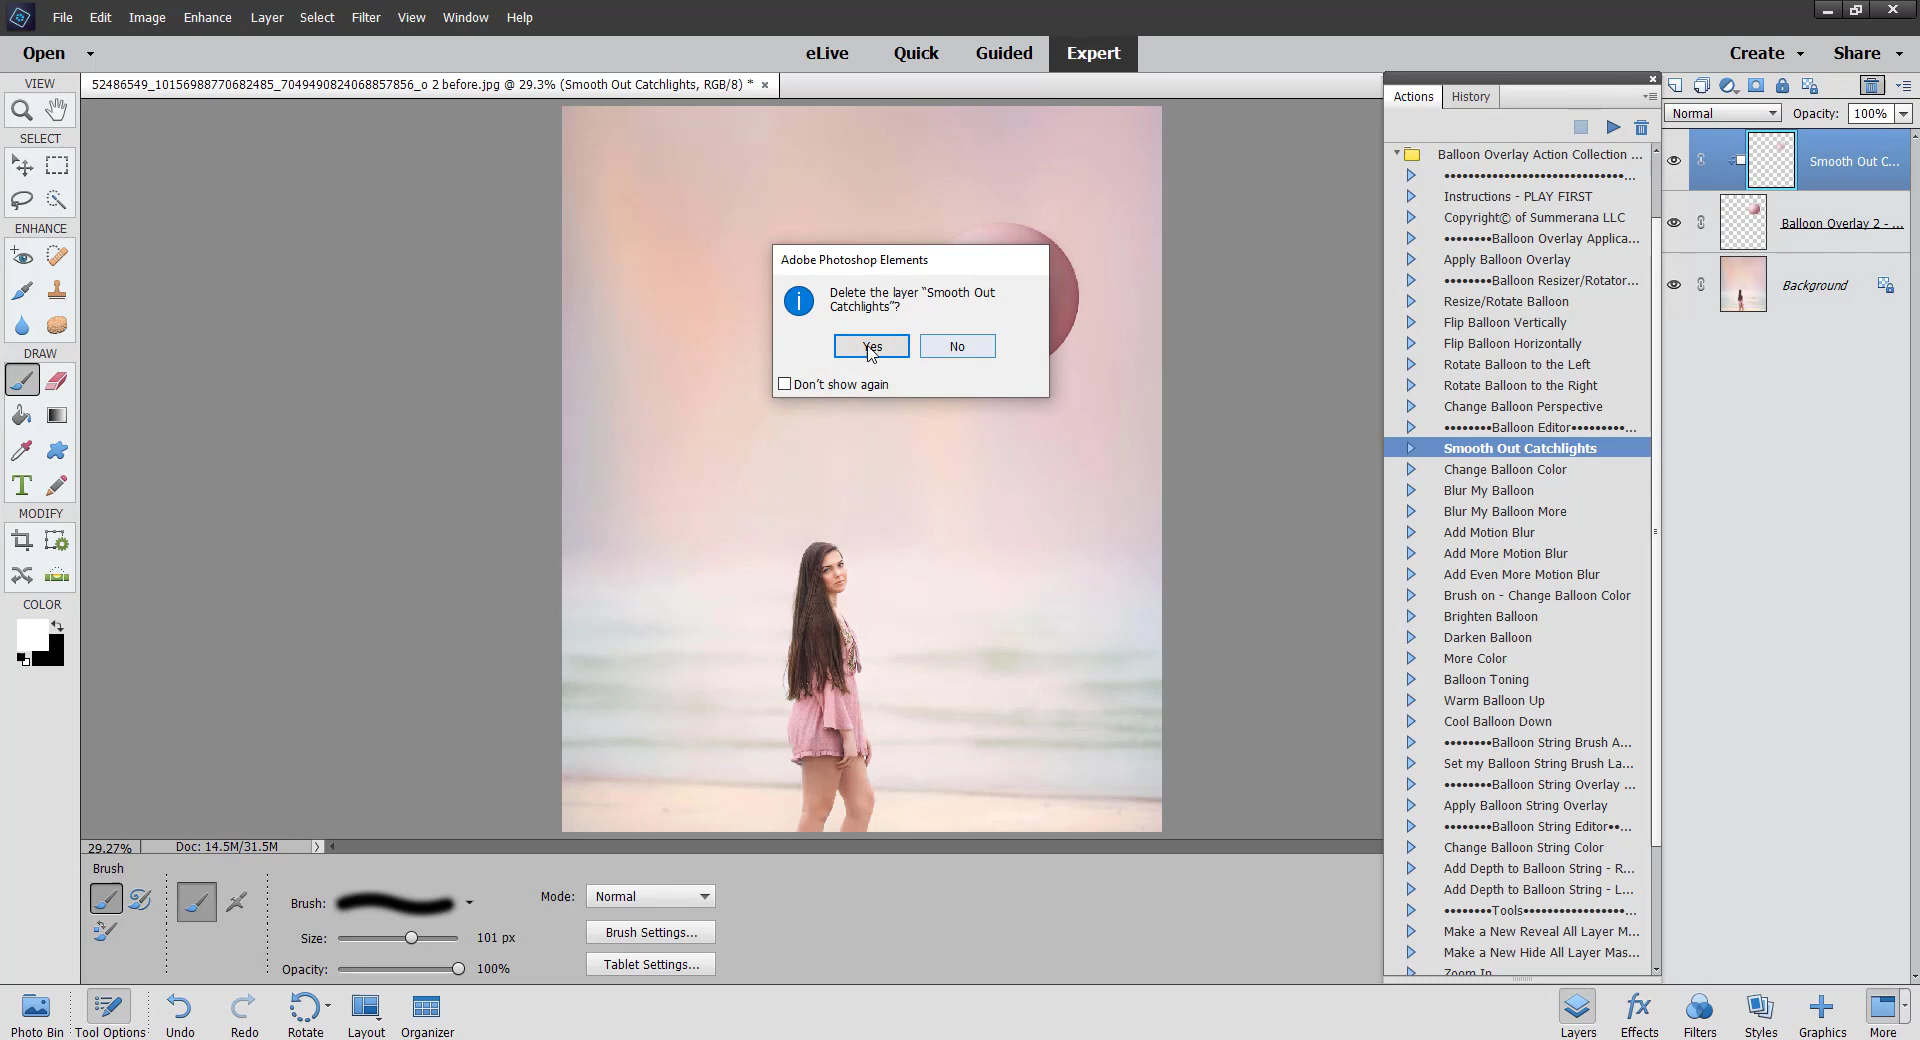 File Edit Image Enhance Layer Select Filter View Window Help
Open eLive Quick Guided Expert Create Share
VIEW
52486549_10156988770682485_7049490824068857856_o 2 before.jpg @ 29.3% (Smooth Out Catchlights, RGB/8) *
SELECT
ENHANCE
DRAW
T
MODIFY
COLOR
Adobe Photoshop Elements
Delete the layer “Smooth Out
Catchlights”?
Yes No
Don't show again
Actions History
Balloon Overlay Action Collection ...
•••••••••••••••••••••••••••••...
Instructions - PLAY FIRST
Copyright© of Summerana LLC
••••••••Balloon Overlay Applica...
Apply Balloon Overlay
••••••••Balloon Resizer/Rotator...
Resize/Rotate Balloon
Flip Balloon Vertically
Flip Balloon Horizontally
Rotate Balloon to the Left
Rotate Balloon to the Right
Change Balloon Perspective
••••••••Balloon Editor•••••••••...
Smooth Out Catchlights
Change Balloon Color
Blur My Balloon
Blur My Balloon More
Add Motion Blur
Add More Motion Blur
Add Even More Motion Blur
Brush on - Change Balloon Color
Brighten Balloon
Darken Balloon
More Color
Balloon Toning
Warm Balloon Up
Cool Balloon Down
••••••••Balloon String Brush A...
Set my Balloon String Brush La...
••••••••Balloon String Overlay ...
Apply Balloon String Overlay
••••••••Balloon String Editor••...
Change Balloon String Color
Add Depth to Balloon String - R...
Add Depth to Balloon String - L...
••••••••Tools•••••••••••••••••...
Make a New Reveal All Layer M...
Make a New Hide All Layer Mas...
Zoom In
Normal Opacity: 100%
Smooth Out C...
Balloon Overlay 2 - ...
Background
29.27% Doc: 14.5M/31.5M
Brush
Brush: Mode: Normal
Size: 101 px Brush Settings...
Opacity: 100% Tablet Settings...
Photo Bin Tool Options Undo Redo Rotate Layout Organizer
fx
Layers Effects Filters Styles Graphics More